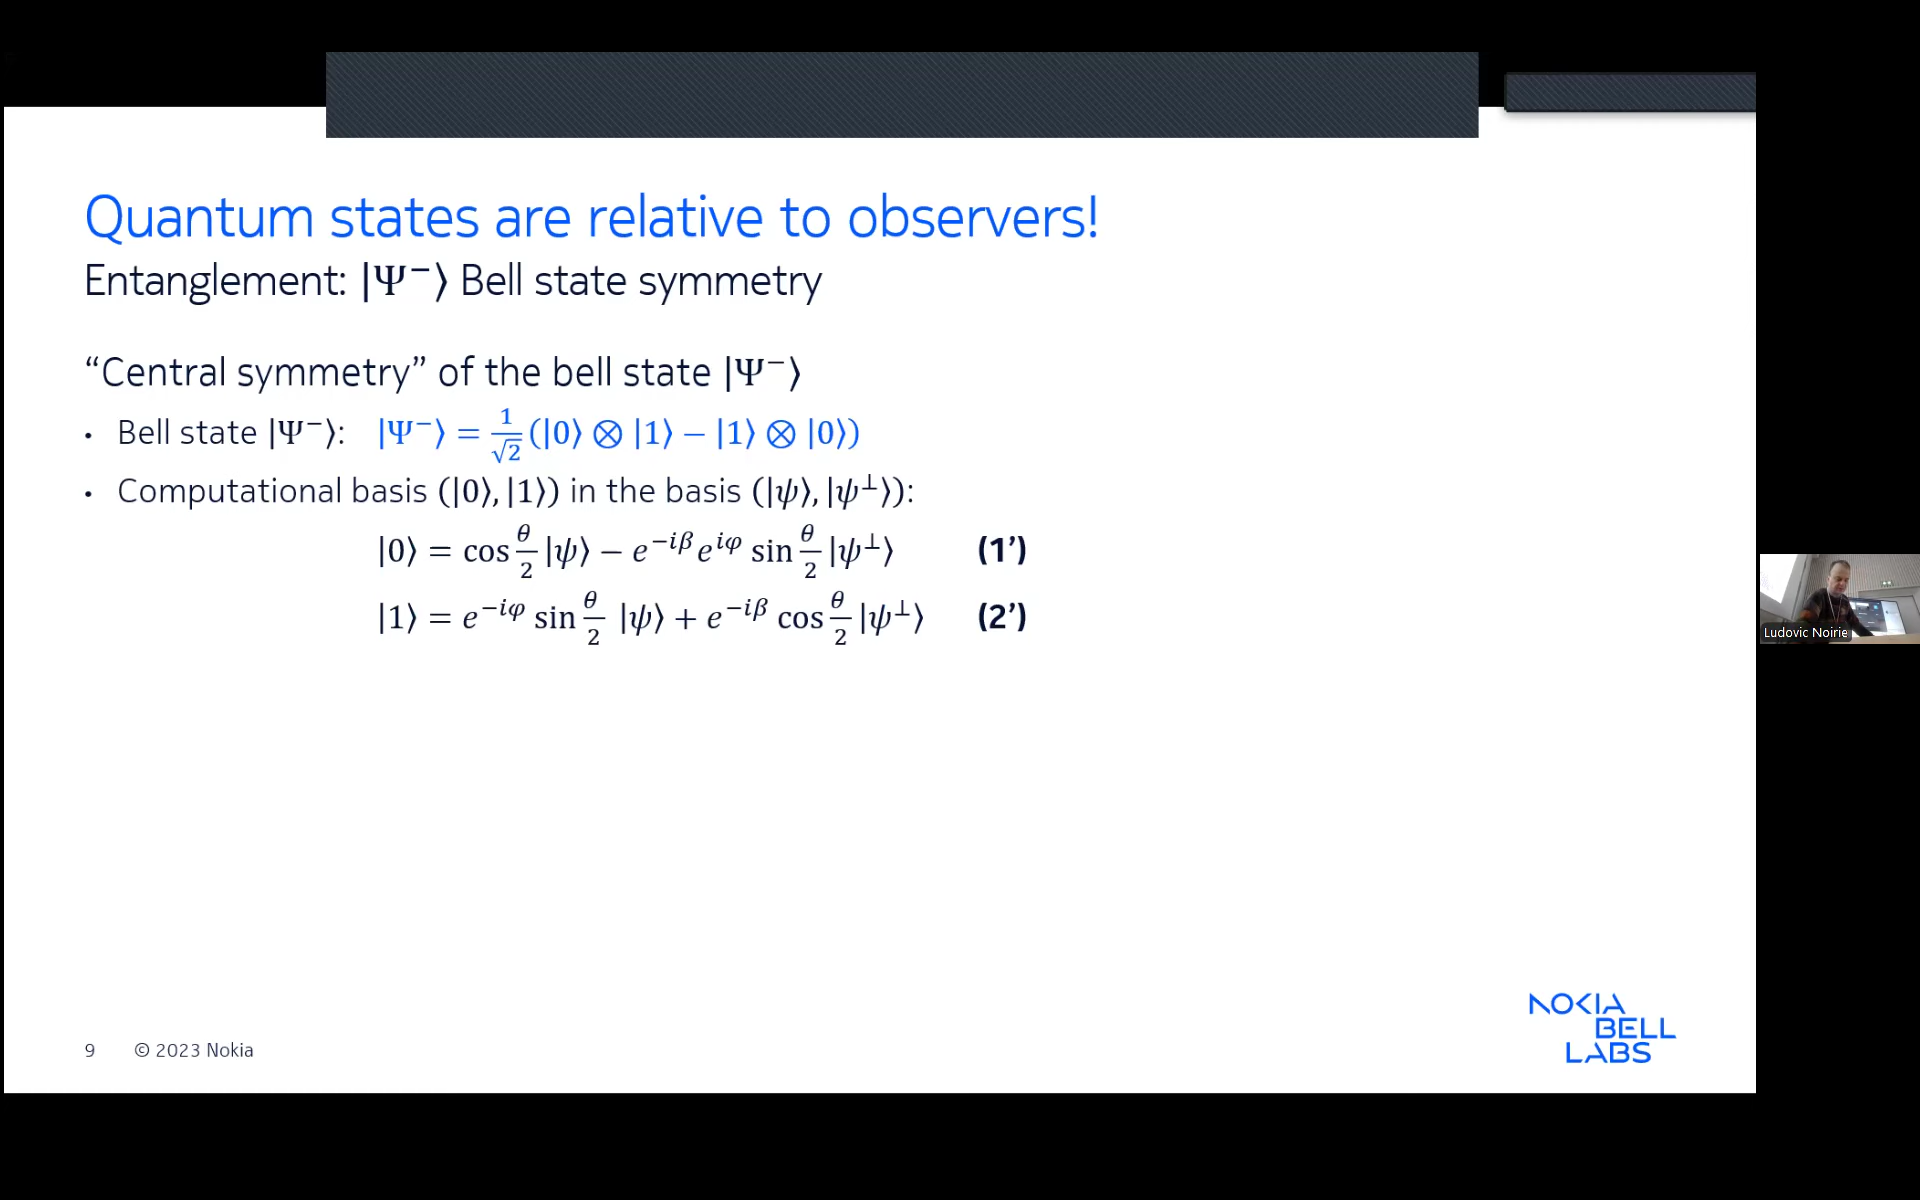 Quantum states are relative to observers!
Entanglement: |Ψ⁻⟩ Bell state symmetry
“Central symmetry” of the bell state |Ψ⁻⟩
• Bell state |Ψ⁻⟩: |Ψ⁻⟩ = 1/√2 (|0⟩ ⊗ |1⟩ − |1⟩ ⊗ |0⟩)
• Computational basis (|0⟩, |1⟩) in the basis (|ψ⟩, |ψ^⊥⟩):
|0⟩ = cos θ/2 |ψ⟩ − e^{−iβ} e^{iφ} sin θ/2 |ψ^⊥⟩ (1’)
|1⟩ = e^{−iφ} sin θ/2 |ψ⟩ + e^{−iβ} cos θ/2 |ψ^⊥⟩ (2’)
Ludovic Noirie
NOKIA
BELL
LABS
9 © 2023 Nokia